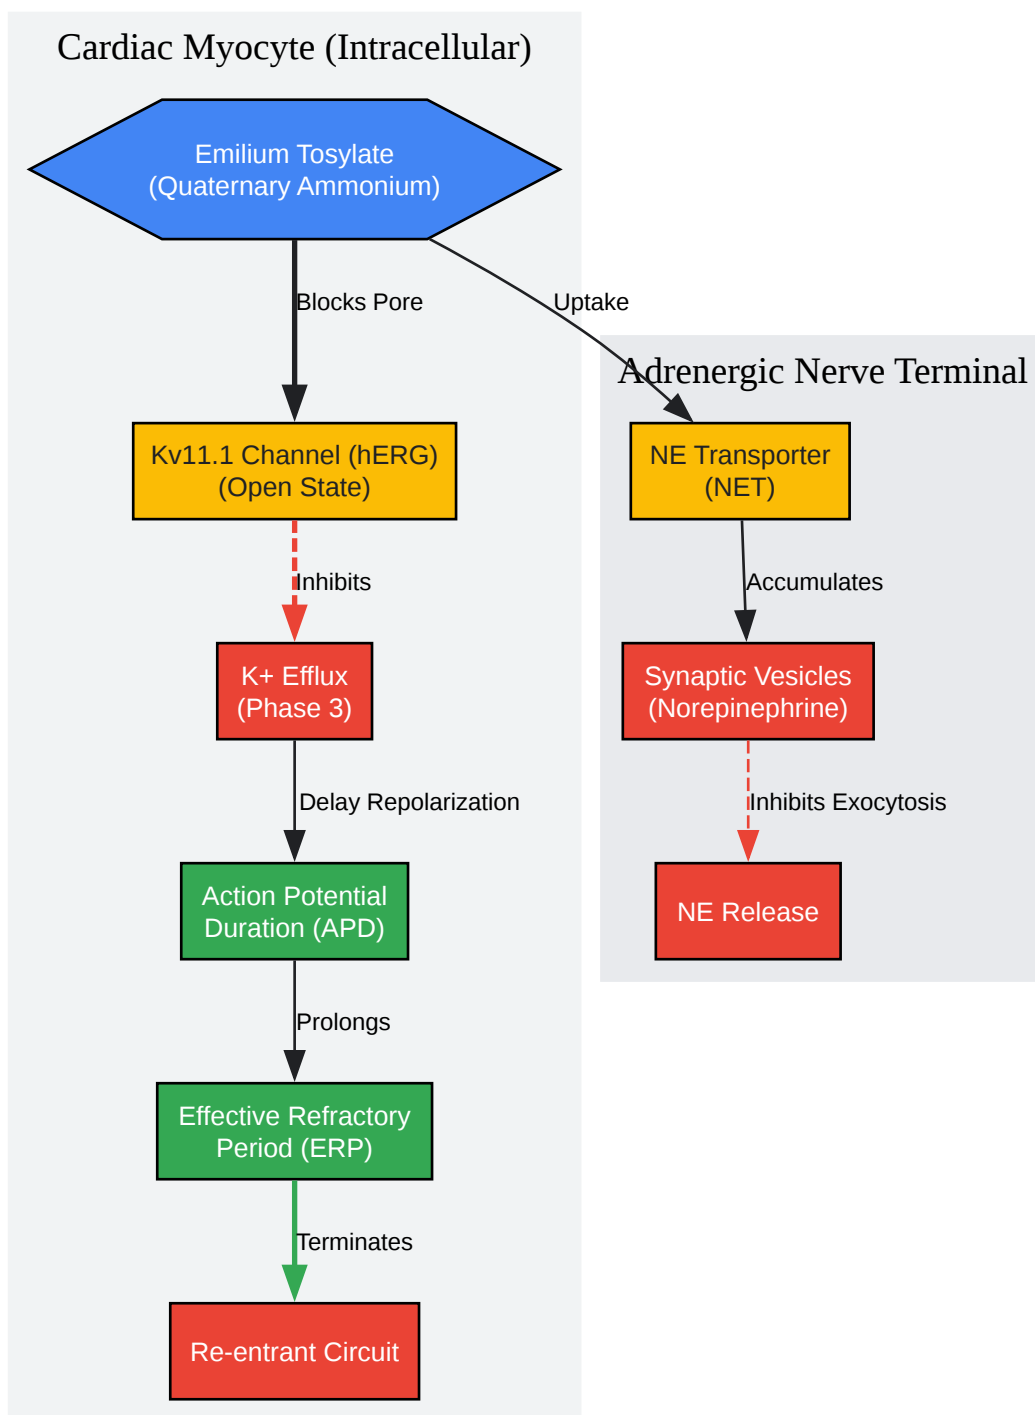 Cardiac Myocyte (Intracellular)
Emilium Tosylate
(Quaternary Ammonium)
Blocks Pore
Uptake
Adrenergic Nerve Terminal
Kv11.1 Channel (hERG)
(Open State)
NE Transporter
(NET)
Inhibits
Accumulates
K+ Efflux
(Phase 3)
Synaptic Vesicles
(Norepinephrine)
Delay Repolarization
Inhibits Exocytosis
Action Potential
Duration (APD)
NE Release
Prolongs
Effective Refractory
Period (ERP)
Terminates
Re-entrant Circuit